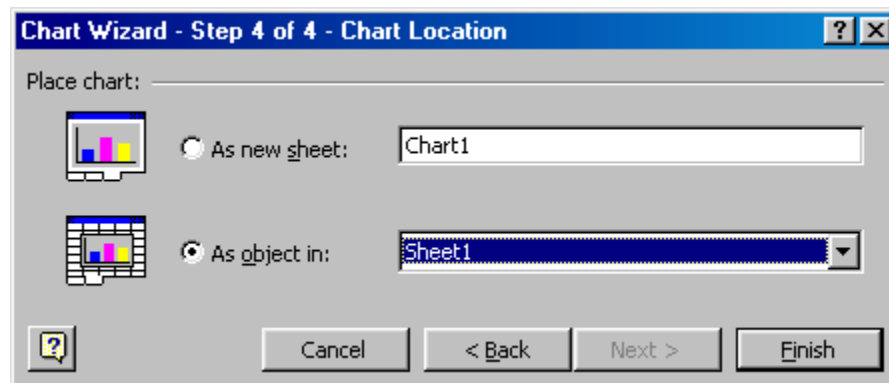 Chart Wizard - Step 4 of 4 - Chart Location
Place chart:
As new sheet: Chart1
As object in: Sheet1
Cancel < Back Next > Finish